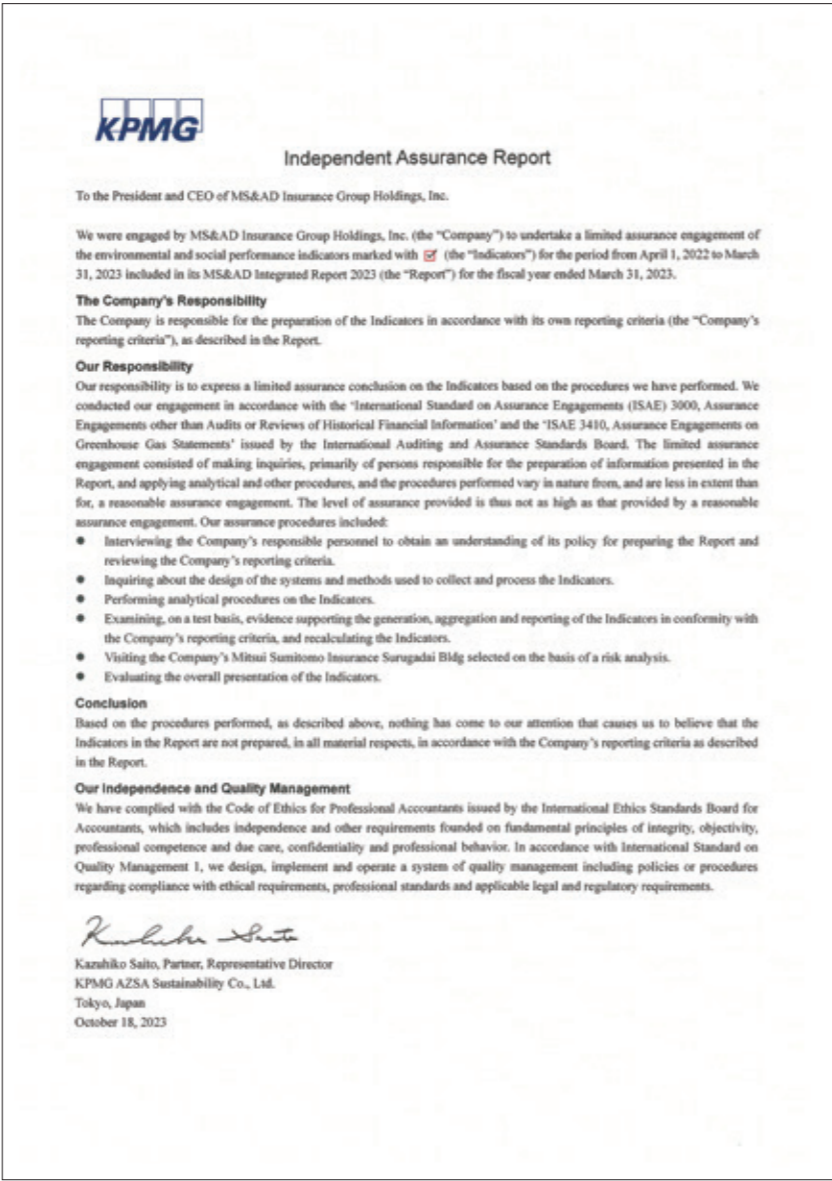 KPMG
Independent Assurance Report
To the President and CEO of MS&AD Insurance Group Holdings, Inc.
We were engaged by MS&AD Insurance Group Holdings, Inc. (the “Company”) to undertake a limited assurance engagement of
the environmental and social performance indicators marked with ☑ (the “Indicators”) for the period from April 1, 2022 to March
31, 2023 included in its MS&AD Integrated Report 2023 (the “Report”) for the fiscal year ended March 31, 2023.
The Company’s Responsibility
The Company is responsible for the preparation of the Indicators in accordance with its own reporting criteria (the “Company’s
reporting criteria”), as described in the Report.
Our Responsibility
Our responsibility is to express a limited assurance conclusion on the Indicators based on the procedures we have performed. We
conducted our engagement in accordance with the ‘International Standard on Assurance Engagements (ISAE) 3000, Assurance
Engagements other than Audits or Reviews of Historical Financial Information’ and the ‘ISAE 3410, Assurance Engagements on
Greenhouse Gas Statements’ issued by the International Auditing and Assurance Standards Board. The limited assurance
engagement consisted of making inquiries, primarily of persons responsible for the preparation of information presented in the
Report, and applying analytical and other procedures, and the procedures performed vary in nature from, and are less in extent than
for, a reasonable assurance engagement. The level of assurance provided is thus not as high as that provided by a reasonable
assurance engagement. Our assurance procedures included:
● Interviewing the Company’s responsible personnel to obtain an understanding of its policy for preparing the Report and
reviewing the Company’s reporting criteria.
● Inquiring about the design of the systems and methods used to collect and process the Indicators.
● Performing analytical procedures on the Indicators.
● Examining, on a test basis, evidence supporting the generation, aggregation and reporting of the Indicators in conformity with
the Company’s reporting criteria, and recalculating the Indicators.
● Visiting the Company’s Mitsui Sumitomo Insurance Surugadai Bldg selected on the basis of a risk analysis.
● Evaluating the overall presentation of the Indicators.
Conclusion
Based on the procedures performed, as described above, nothing has come to our attention that causes us to believe that the
Indicators in the Report are not prepared, in all material respects, in accordance with the Company’s reporting criteria as described
in the Report.
Our Independence and Quality Management
We have complied with the Code of Ethics for Professional Accountants issued by the International Ethics Standards Board for
Accountants, which includes independence and other requirements founded on fundamental principles of integrity, objectivity,
professional competence and due care, confidentiality and professional behavior. In accordance with International Standard on
Quality Management 1, we design, implement and operate a system of quality management including policies or procedures
regarding compliance with ethical requirements, professional standards and applicable legal and regulatory requirements.
Kazuhiko Saito
Kazuhiko Saito, Partner, Representative Director
KPMG AZSA Sustainability Co., Ltd.
Tokyo, Japan
October 18, 2023